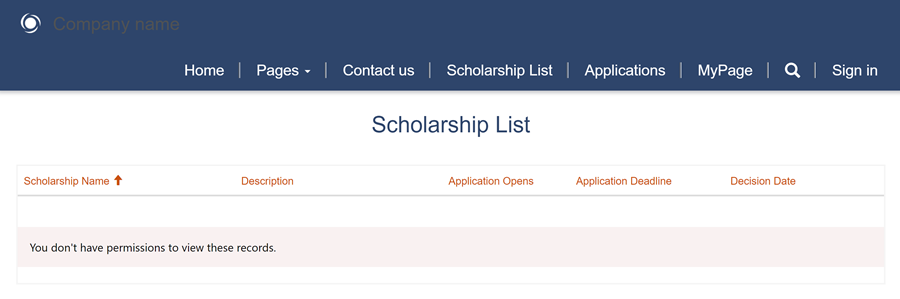 Company name
Home Pages Contact us Scholarship List Applications MyPage Sign in
Scholarship List
Scholarship Name Description Application Opens Application Deadline Decision Date
You don't have permissions to view these records.